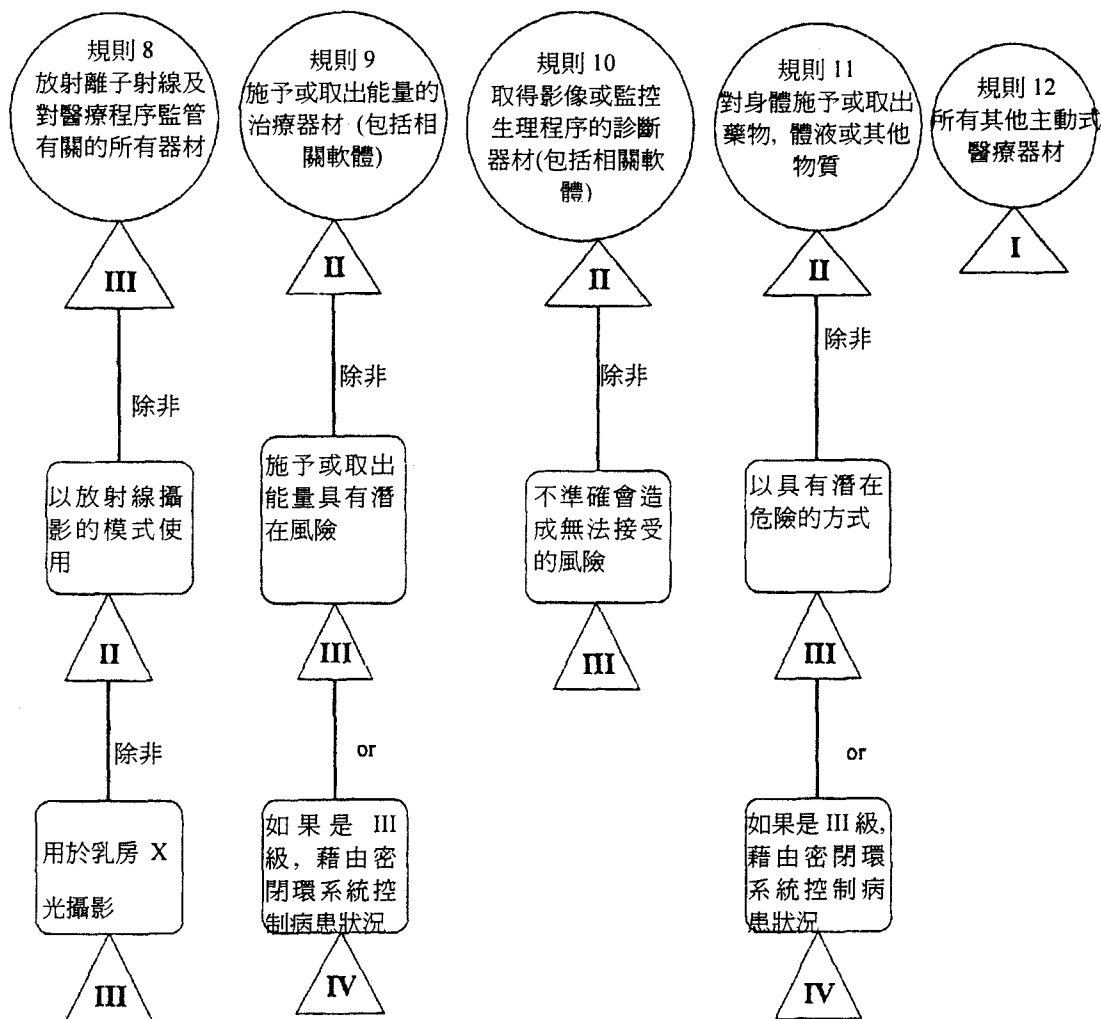 規則 8
放射離子射線及
對醫療程序監管
有關的所有器材
III
除非
以放射線攝
影的模式使
用
II
除非
用於乳房 X
光攝影
III
規則 9
施予或取出能量的
治療器材 (包括相
關軟體)
II
除非
施予或取出
能量具有潛
在風險
III
or
如果是 III
級, 藉由密
閉環系統控
制病患狀況
IV
規則 10
取得影像或監控
生理程序的診斷
器材(包括相關軟
體)
II
除非
不準確會造
成無法接受
的風險
III
規則 11
對身體施予或取出
藥物, 體液或其他
物質
II
除非
以具有潛在
危險的方式
III
or
如果是 III 級,
藉由密閉環
系統控制病
患狀況
IV
規則 12
所有其他主動式
醫療器材
I